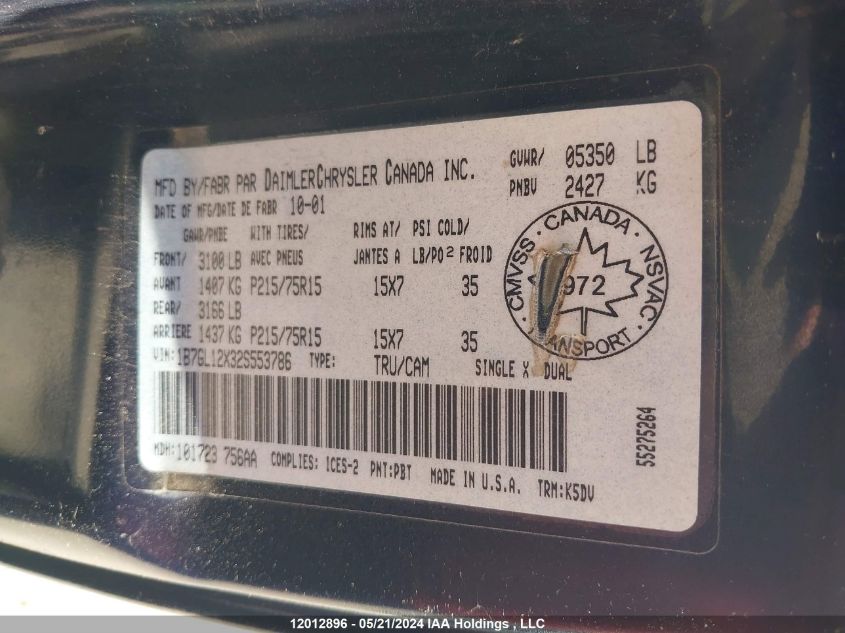 MFD BY/FABR PAR DAIMLERCHRYSLER CANADA INC.
GVWR/ 05350 LB
PNBV 2427 KG
DATE OF MFG/DATE DE FABR 10-01
GAWR/PNBE WITH TIRES/ RIMS AT/ PSI COLD/
FRONT/ 3100 LB AVEC PNEUS JANTES A LB/PO² FROID
AVANT 1407 KG P215/75R15 15X7 35
REAR/ 3166 LB
ARRIERE 1437 KG P215/75R15 15X7 35
CMVSS · CANADA · NSVAC
972
VIN: 1B7GL12X32S553786 TYPE: TRU/CAM SINGLE X DUAL
MDH: 101723 756AA COMPLIES: ICES-2 PNT:PBT MADE IN U.S.A. TRM:K5DV
55275264
12012896 - 05/21/2024 IAA Holdings , LLC